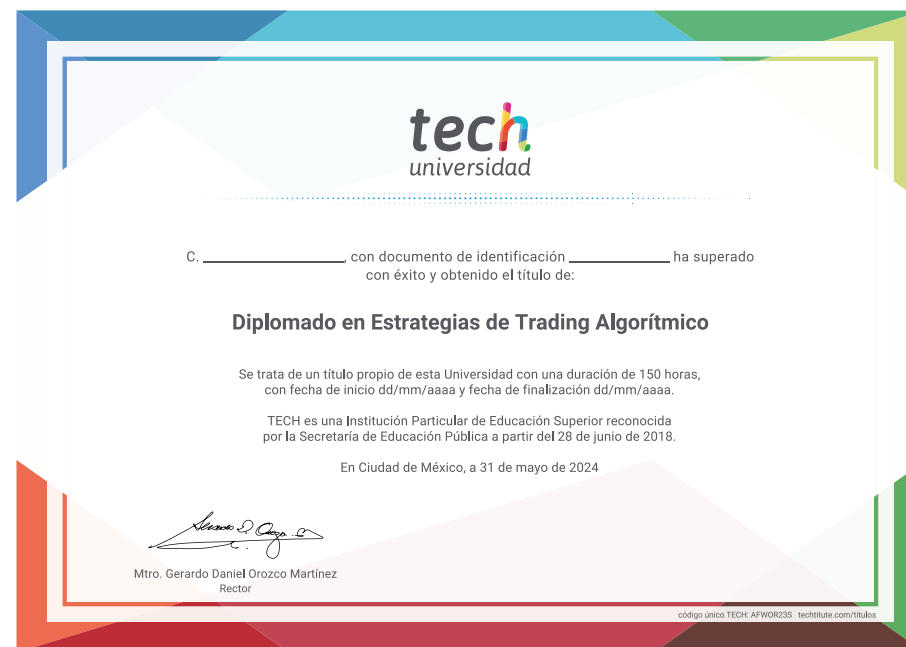 tech
universidad
C. ____________________, con documento de identificación ______________ ha superado
con éxito y obtenido el título de:
Diplomado en Estrategias de Trading Algorítmico
Se trata de un título propio de esta Universidad con una duración de 150 horas,
con fecha de inicio dd/mm/aaaa y fecha de finalización dd/mm/aaaa.
TECH es una Institución Particular de Educación Superior reconocida
por la Secretaría de Educación Pública a partir del 28 de junio de 2018.
En Ciudad de México, a 31 de mayo de 2024
Mtro. Gerardo Daniel Orozco Martínez
Rector
código único TECH: AFWOR23S techtitute.com/titulos